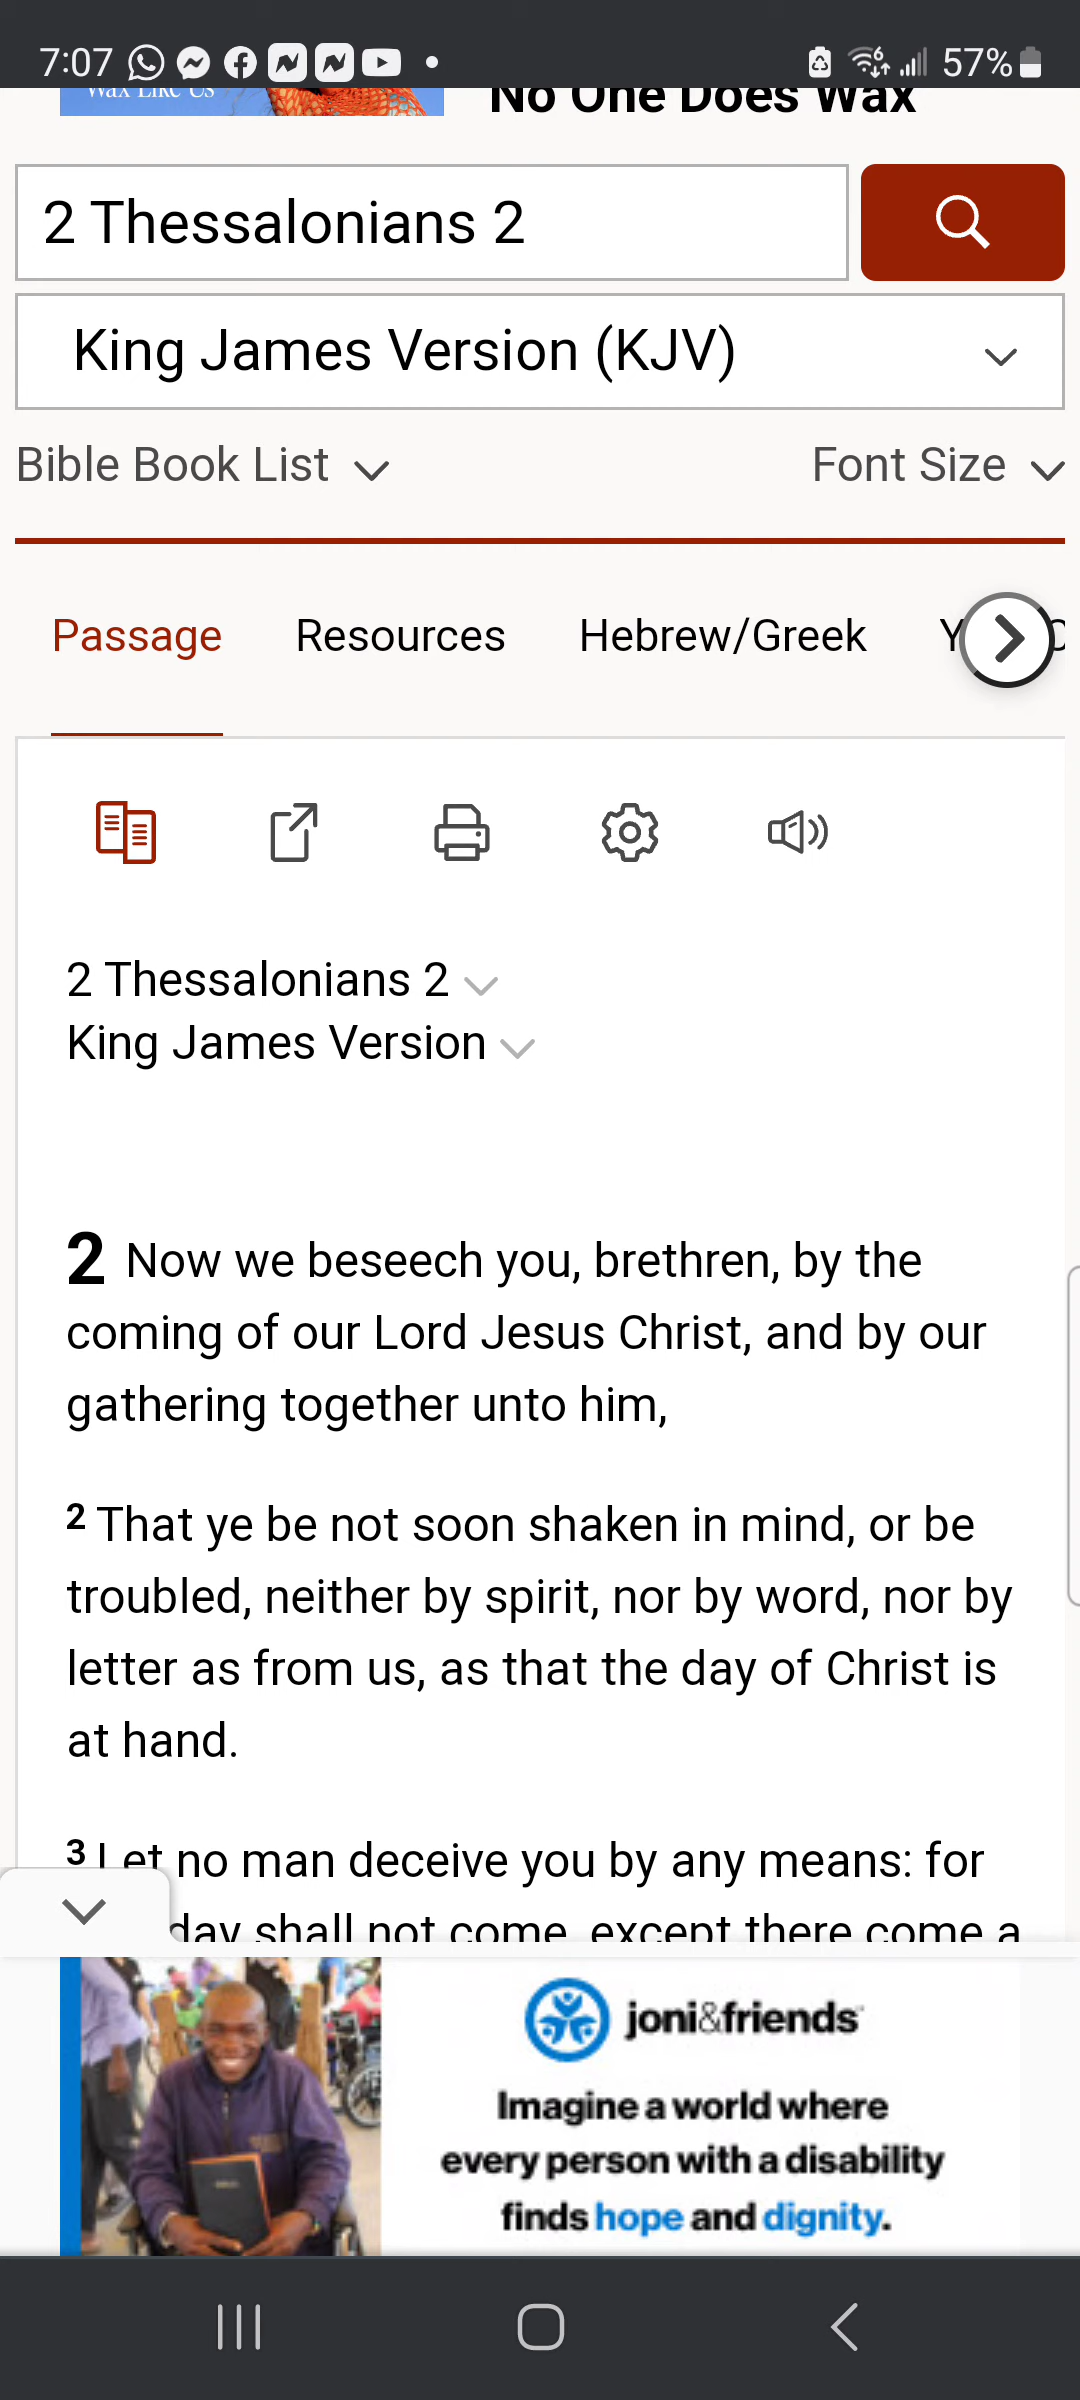 7:07
57%
Wax Like Us
No One Does Wax
2 Thessalonians 2
King James Version (KJV)
Bible Book List
Font Size
Passage Resources Hebrew/Greek
2 Thessalonians 2
King James Version
2 Now we beseech you, brethren, by the
coming of our Lord Jesus Christ, and by our
gathering together unto him,
2 That ye be not soon shaken in mind, or be
troubled, neither by spirit, nor by word, nor by
letter as from us, as that the day of Christ is
at hand.
3 Let no man deceive you by any means: for
day shall not come, except there come a
joni&friends
Imagine a world where
every person with a disability
finds hope and dignity.